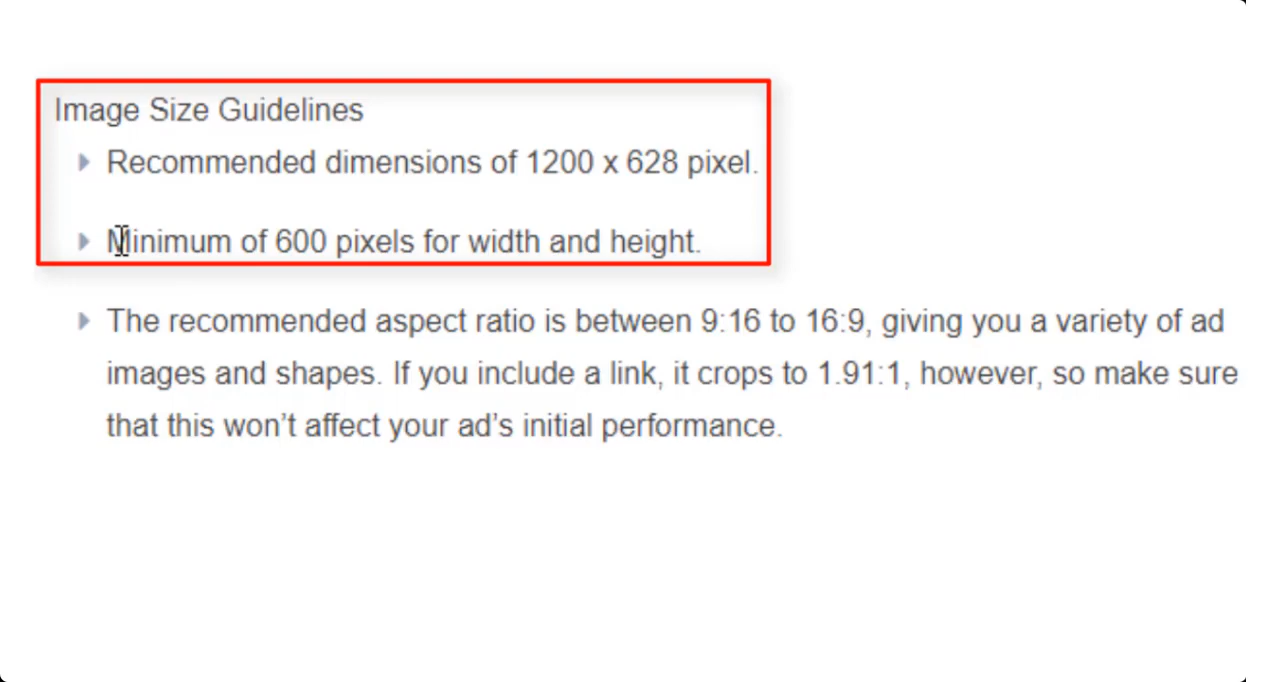 Image Size Guidelines
Recommended dimensions of 1200 x 628 pixel.
Minimum of 600 pixels for width and height.
The recommended aspect ratio is between 9:16 to 16:9, giving you a variety of ad
images and shapes. If you include a link, it crops to 1.91:1, however, so make sure
that this won’t affect your ad’s initial performance.